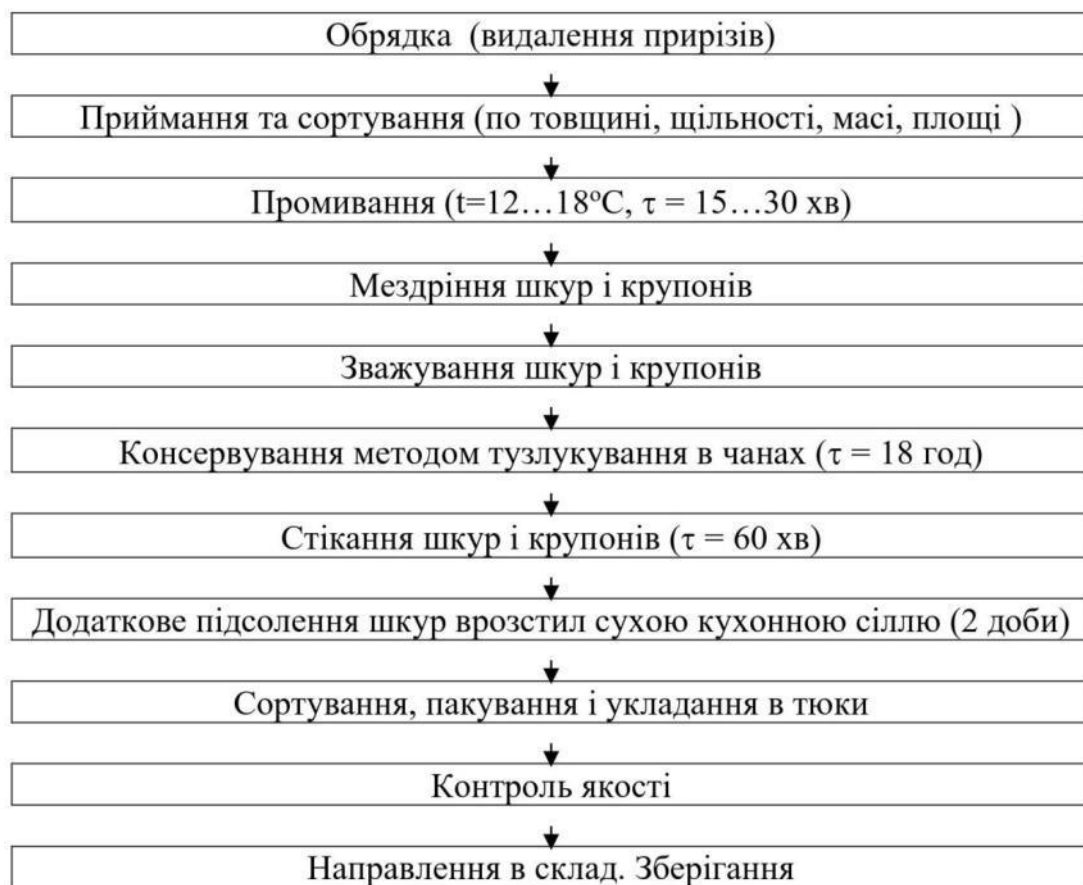 Обрядка (видалення прирізів)
Приймання та сортування (по товщині, щільності, масі, площі )
Промивання (t=12…18°C, τ = 15…30 хв)
Мездріння шкур і крупонів
Зважування шкур і крупонів
Консервування методом тузлукування в чанах (τ = 18 год)
Стікання шкур і крупонів (τ = 60 хв)
Додаткове підсолення шкур врозстил сухою кухонною сіллю (2 доби)
Сортування, пакування і укладання в тюки
Контроль якості
Направлення в склад. Зберігання